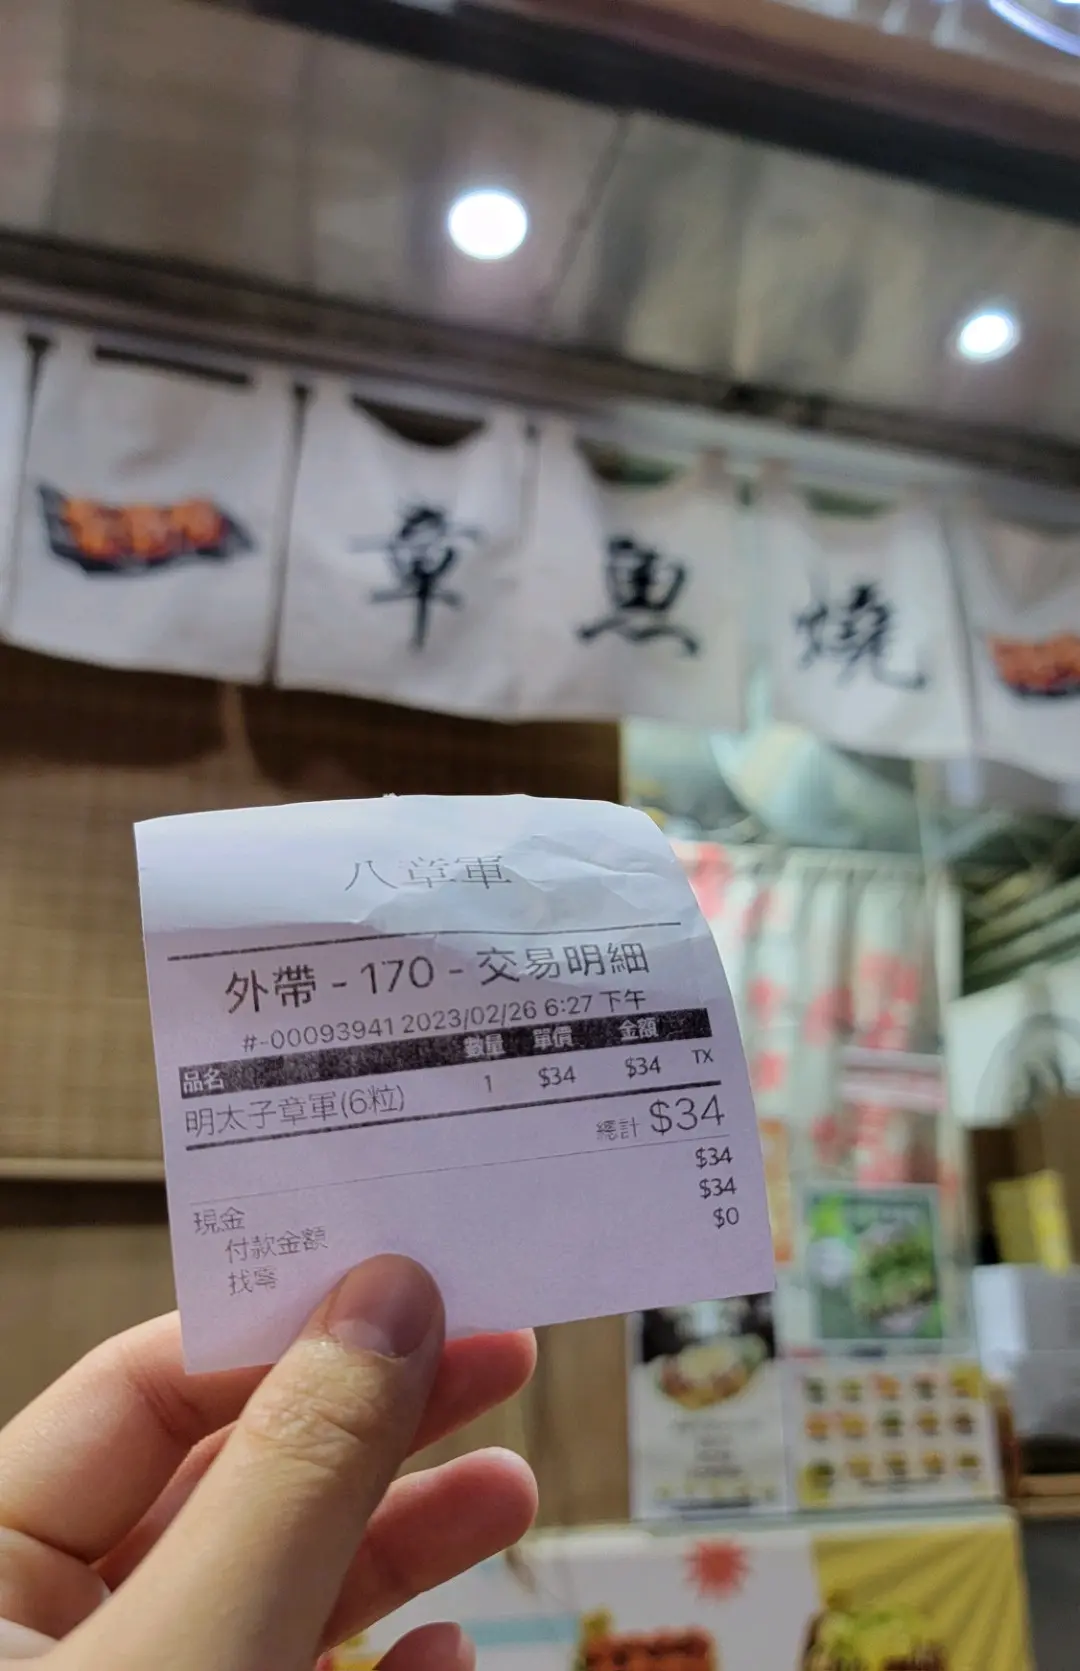 章魚燒
八章軍
外帶 - 170 - 交易明細
#-00093941 2023/02/26 6:27 下午
品名 數量 單價 金額
明太子章軍(6粒) 1 $34 $34 TX
總計 $34
現金 $34
付款金額 $34
找零 $0